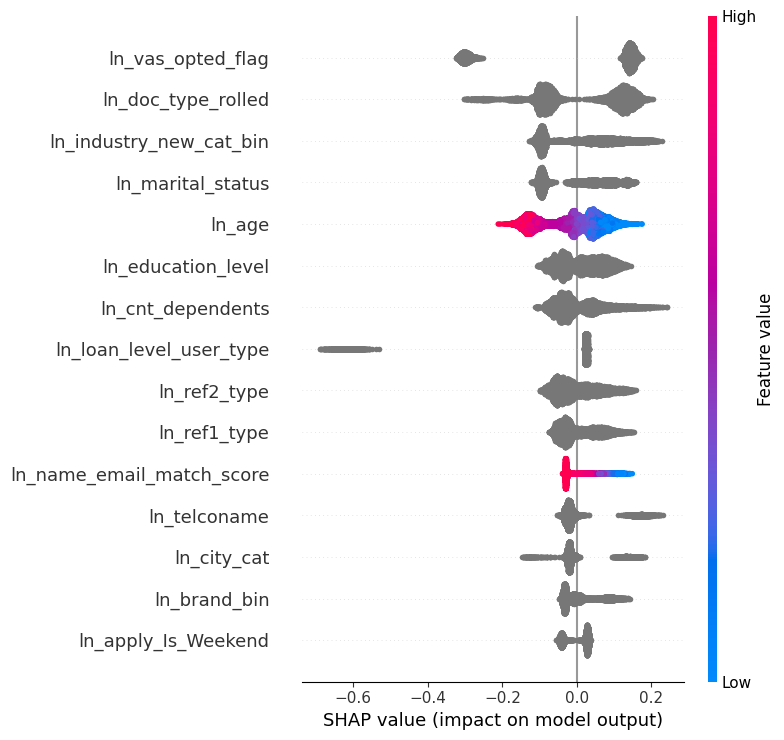 High
ln_vas_opted_flag
ln_doc_type_rolled
ln_industry_new_cat_bin
ln_marital_status
ln_age
ln_education_level
ln_cnt_dependents
ln_loan_level_user_type
ln_ref2_type
ln_ref1_type
ln_name_email_match_score
ln_telconame
ln_city_cat
ln_brand_bin
ln_apply_Is_Weekend
Feature value
Low
−0.6 −0.4 −0.2 0.0 0.2
SHAP value (impact on model output)